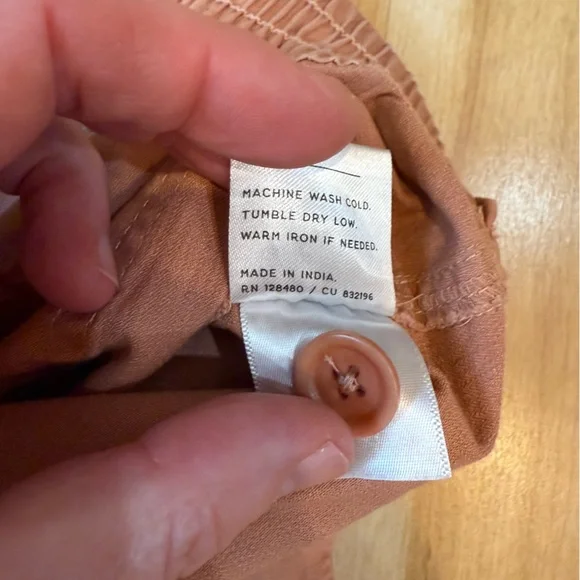 MACHINE WASH COLD.
TUMBLE DRY LOW.
WARM IRON IF NEEDED.
MADE IN INDIA.
RN 128480 / CU 832196